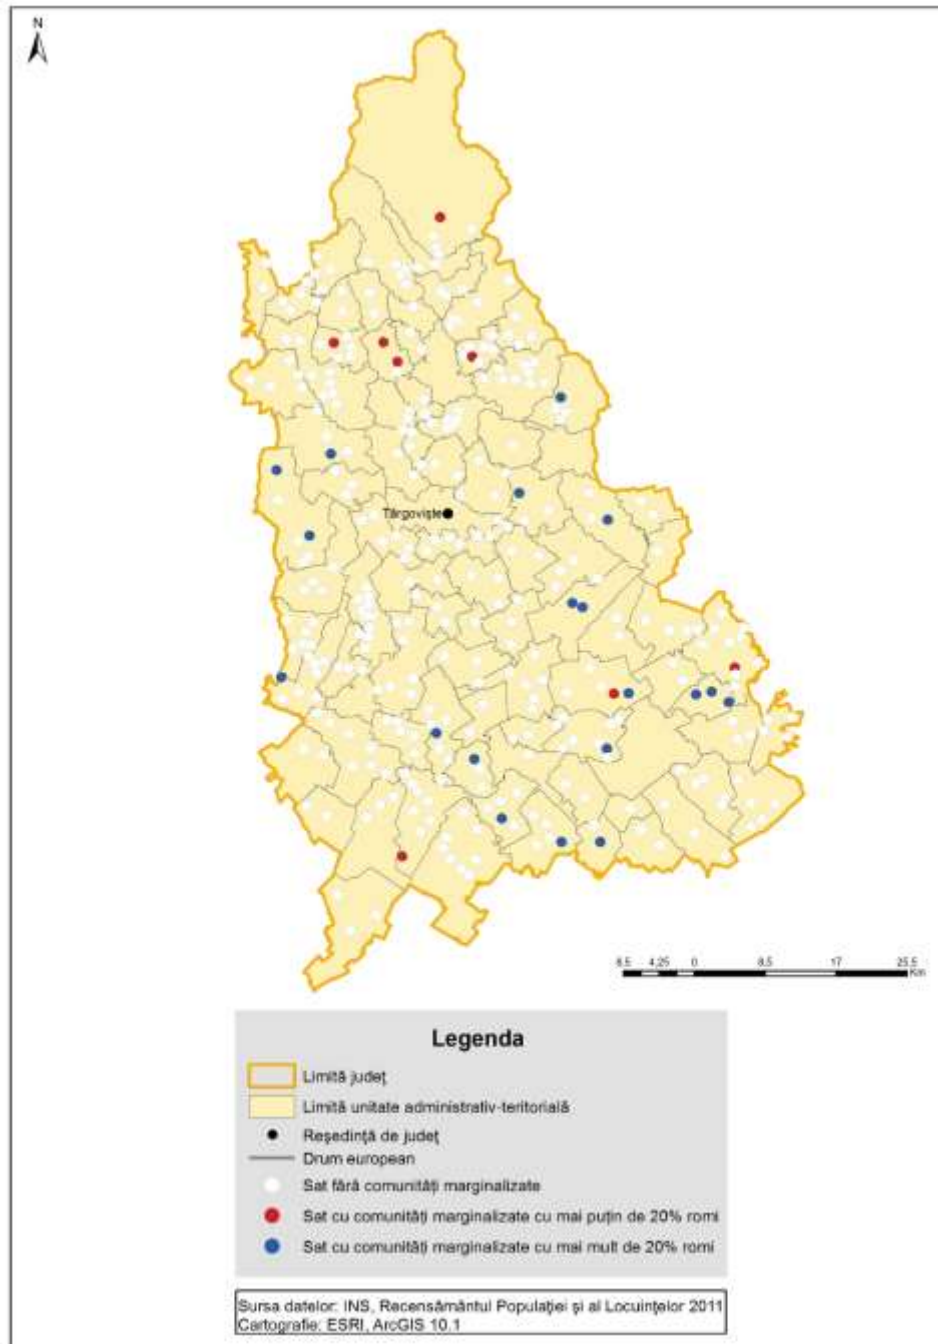 N
Târgoviște
8,5 4,25 0 8,5 17 25,5
Km
Legenda
Limită județ
Limită unitate administrativ-teritorială
Reședință de județ
Drum european
Sat fără comunități marginalizate
Sat cu comunități marginalizate cu mai puțin de 20% romi
Sat cu comunități marginalizate cu mai mult de 20% romi
Sursa datelor: INS, Recensământul Populației și al Locuințelor 2011
Cartografie: ESRI, ArcGIS 10.1